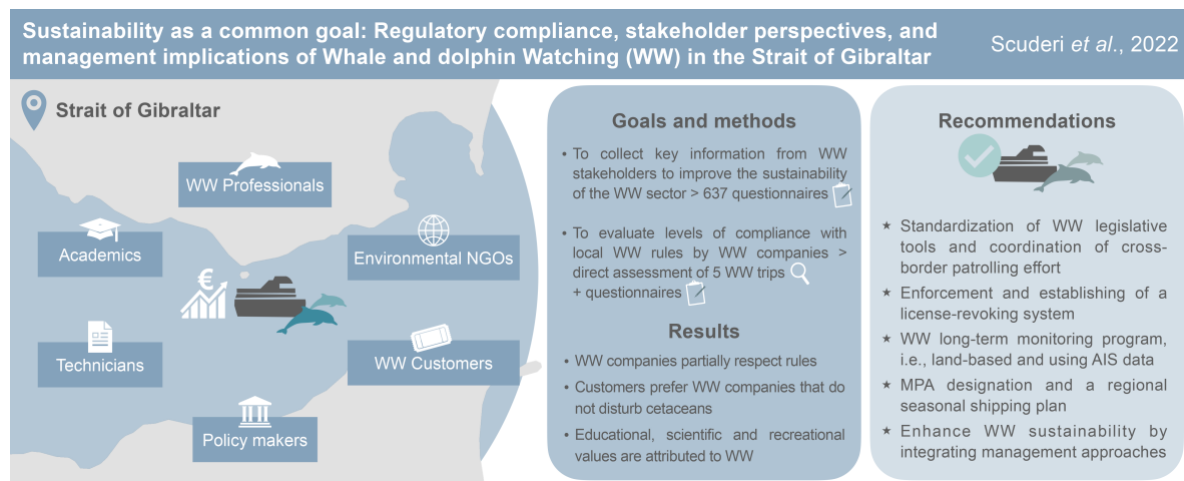 Sustainability as a common goal: Regulatory compliance, stakeholder perspectives, and
management implications of Whale and dolphin Watching (WW) in the Strait of Gibraltar
Scuderi et al., 2022
Strait of Gibraltar
WW Professionals
Academics
Environmental NGOs
€
Technicians
WW Customers
Policy makers
Goals and methods
• To collect key information from WW
stakeholders to improve the sustainability
of the WW sector > 637 questionnaires
• To evaluate levels of compliance with
local WW rules by WW companies >
direct assessment of 5 WW trips
+ questionnaires
Results
• WW companies partially respect rules
• Customers prefer WW companies that do
not disturb cetaceans
• Educational, scientific and recreational
values are attributed to WW
Recommendations
★ Standardization of WW legislative
tools and coordination of cross-
border patrolling effort
★ Enforcement and establishing of a
license-revoking system
★ WW long-term monitoring program,
i.e., land-based and using AIS data
★ MPA designation and a regional
seasonal shipping plan
★ Enhance WW sustainability by
integrating management approaches